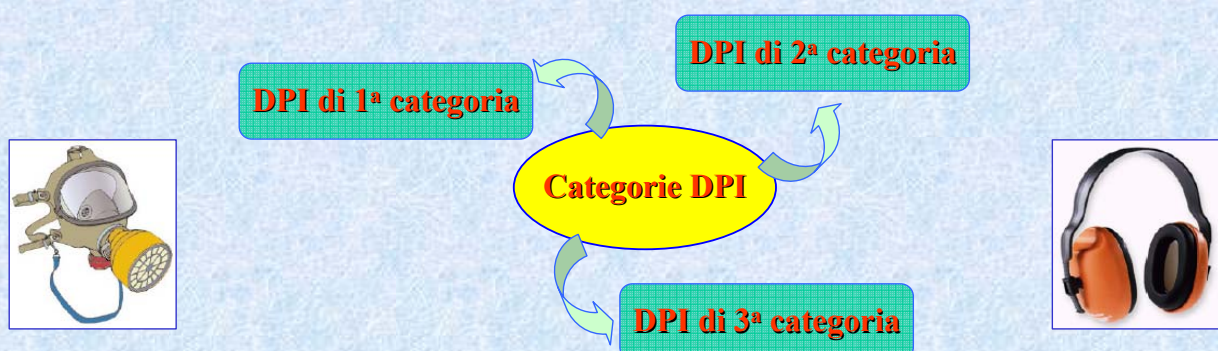 DPI di 2ª categoria
DPI di 1ª categoria
Categorie DPI
DPI di 3ª categoria